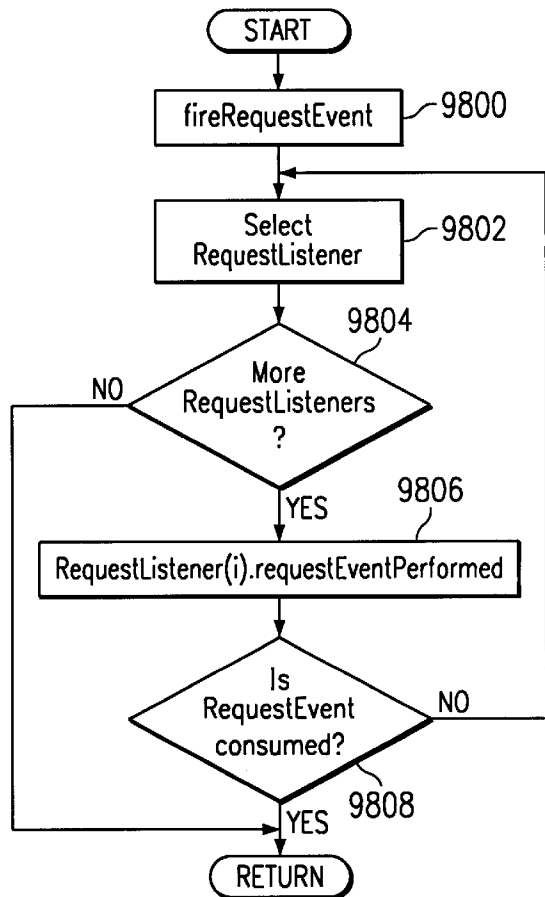 START
fireRequestEvent
9800
Select
RequestListener
9802
9804
More
RequestListeners
?
NO
YES
9806
RequestListener(i).requestEventPerformed
Is
RequestEvent
consumed?
NO
9808
YES
RETURN